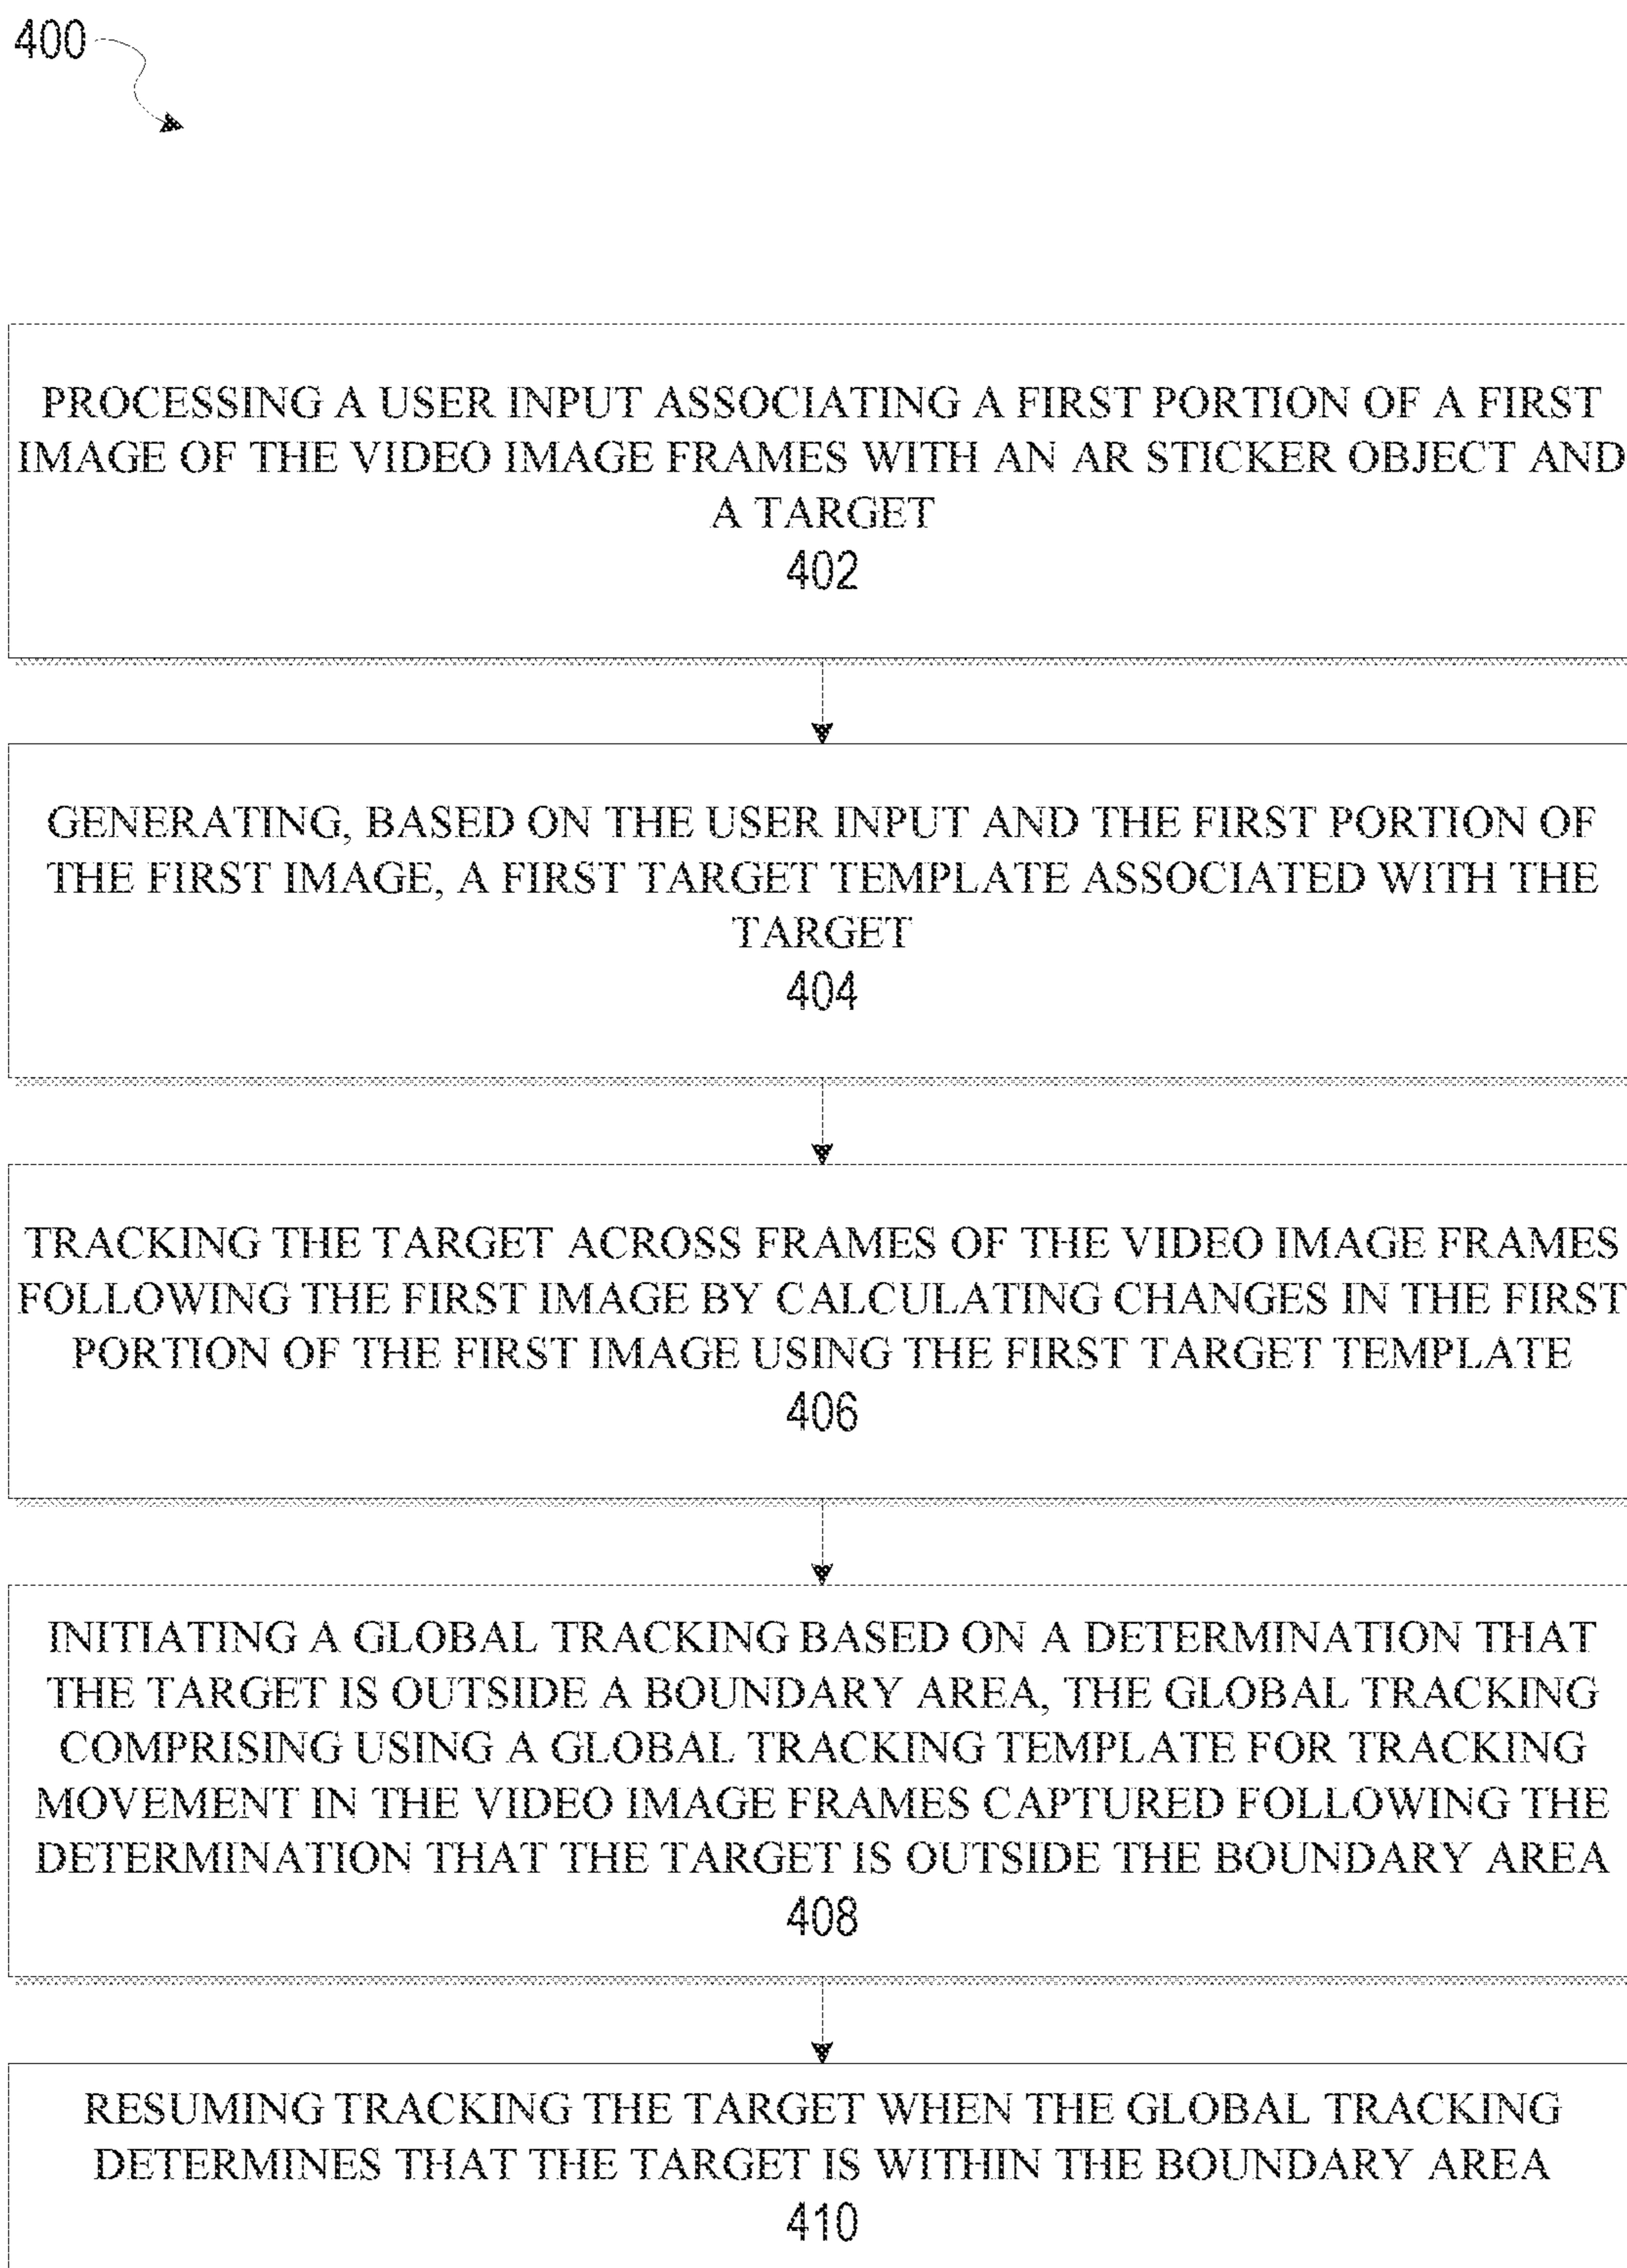 400
PROCESSING A USER INPUT ASSOCIATING A FIRST PORTION OF A FIRST
IMAGE OF THE VIDEO IMAGE FRAMES WITH AN AR STICKER OBJECT AND
A TARGET
402
GENERATING, BASED ON THE USER INPUT AND THE FIRST PORTION OF
THE FIRST IMAGE, A FIRST TARGET TEMPLATE ASSOCIATED WITH THE
TARGET
404
TRACKING THE TARGET ACROSS FRAMES OF THE VIDEO IMAGE FRAMES
FOLLOWING THE FIRST IMAGE BY CALCULATING CHANGES IN THE FIRST
PORTION OF THE FIRST IMAGE USING THE FIRST TARGET TEMPLATE
406
INITIATING A GLOBAL TRACKING BASED ON A DETERMINATION THAT
THE TARGET IS OUTSIDE A BOUNDARY AREA, THE GLOBAL TRACKING
COMPRISING USING A GLOBAL TRACKING TEMPLATE FOR TRACKING
MOVEMENT IN THE VIDEO IMAGE FRAMES CAPTURED FOLLOWING THE
DETERMINATION THAT THE TARGET IS OUTSIDE THE BOUNDARY AREA
408
RESUMING TRACKING THE TARGET WHEN THE GLOBAL TRACKING
DETERMINES THAT THE TARGET IS WITHIN THE BOUNDARY AREA
410